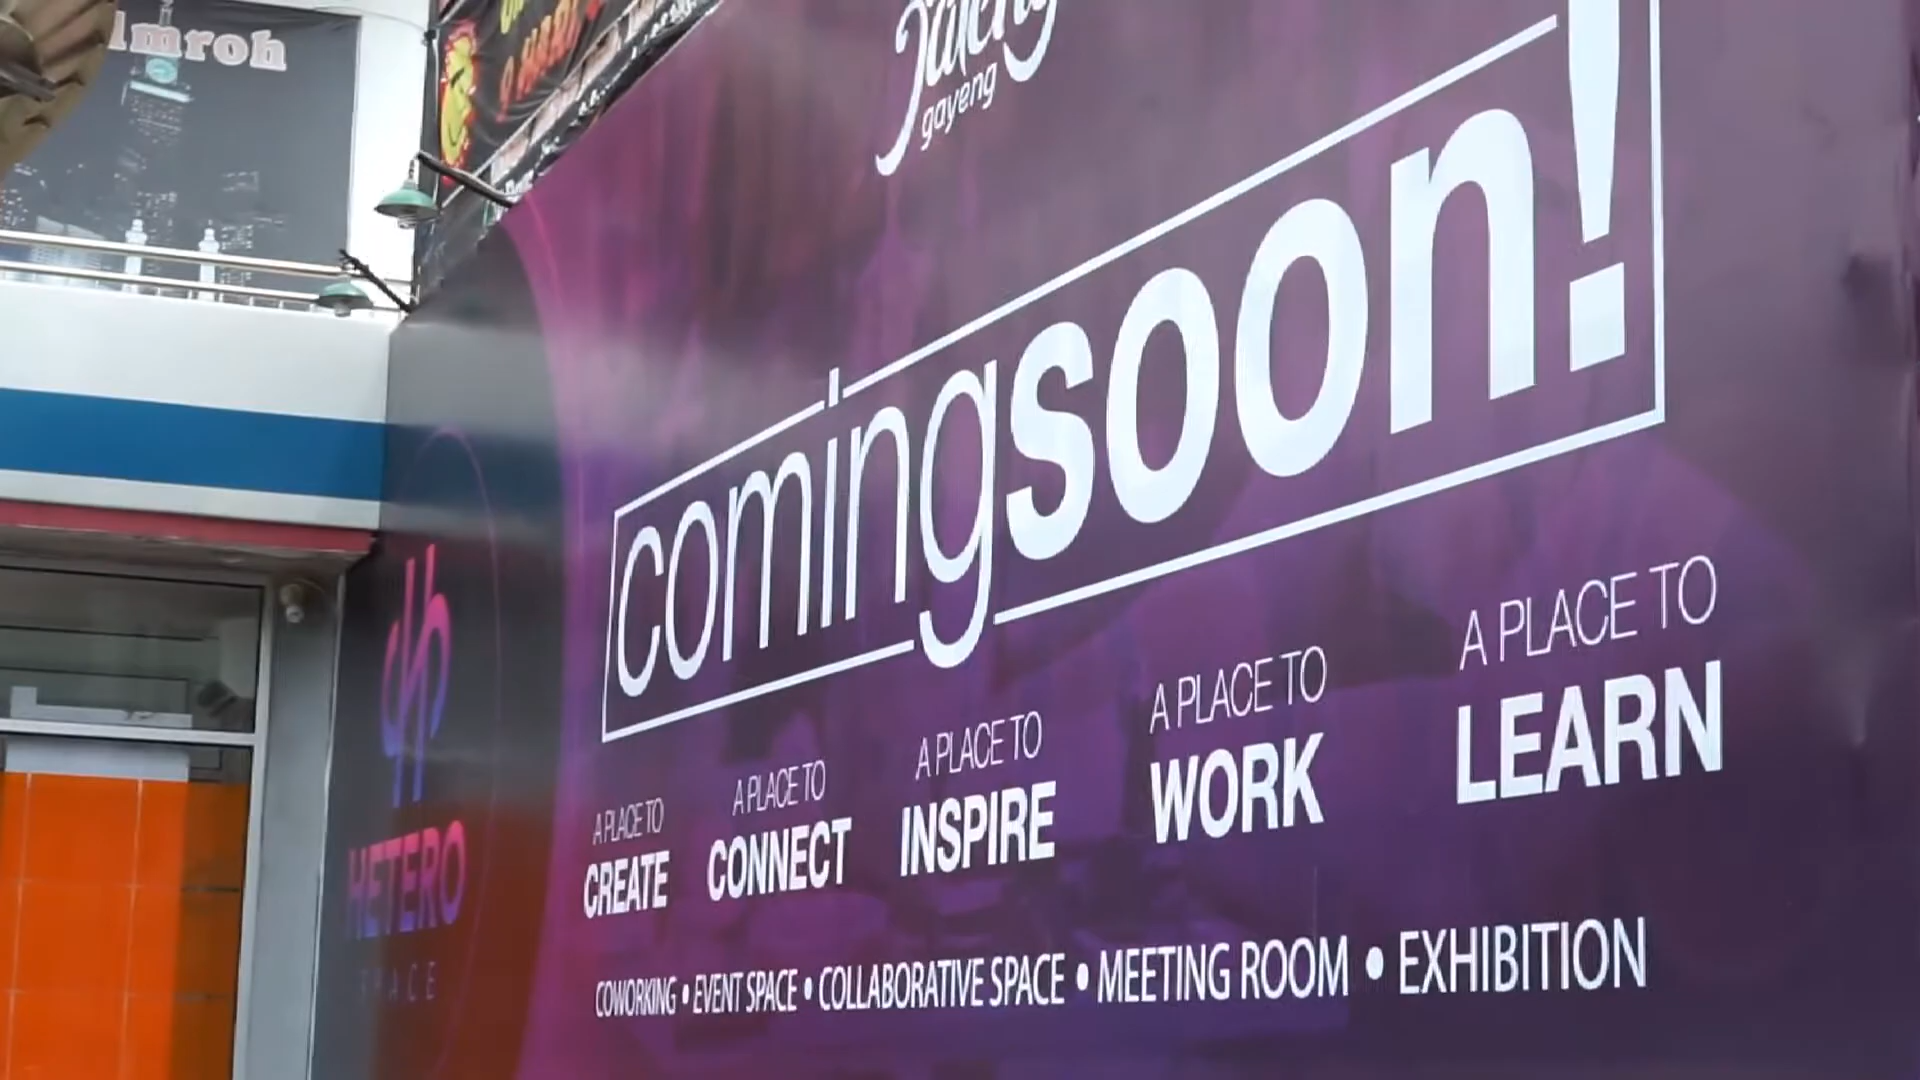 Jateng
gayeng
comingsoon!
A PLACE TO
CREATE
A PLACE TO
CONNECT
A PLACE TO
INSPIRE
A PLACE TO
WORK
A PLACE TO
LEARN
COWORKING • EVENT SPACE • COLLABORATIVE SPACE • MEETING ROOM • EXHIBITION
HETERO
SPACE